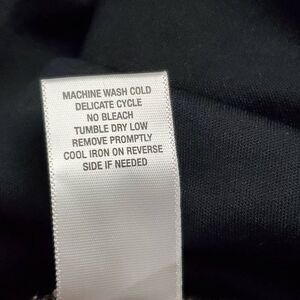 MACHINE WASH COLD
DELICATE CYCLE
NO BLEACH
TUMBLE DRY LOW
REMOVE PROMPTLY
COOL IRON ON REVERSE
SIDE IF NEEDED